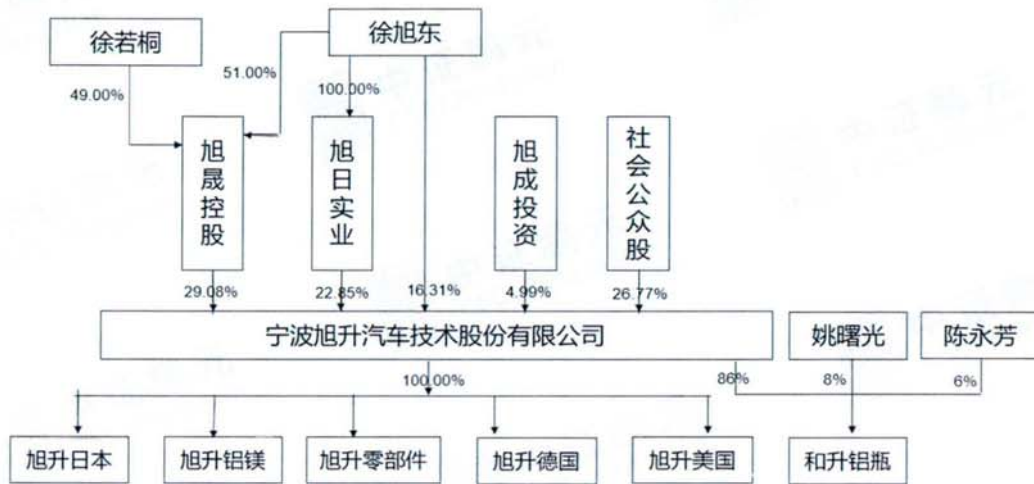 徐若桐
徐旭东
49.00%
51.00%
100.00%
旭晟控股
旭日实业
旭成投资
社会公众股
29.08%
22.85%
16.31%
4.99%
26.77%
宁波旭升汽车技术股份有限公司
姚曙光
陈永芳
100.00%
86%
8%
6%
旭升日本
旭升铝镁
旭升零部件
旭升德国
旭升美国
和升铝瓶